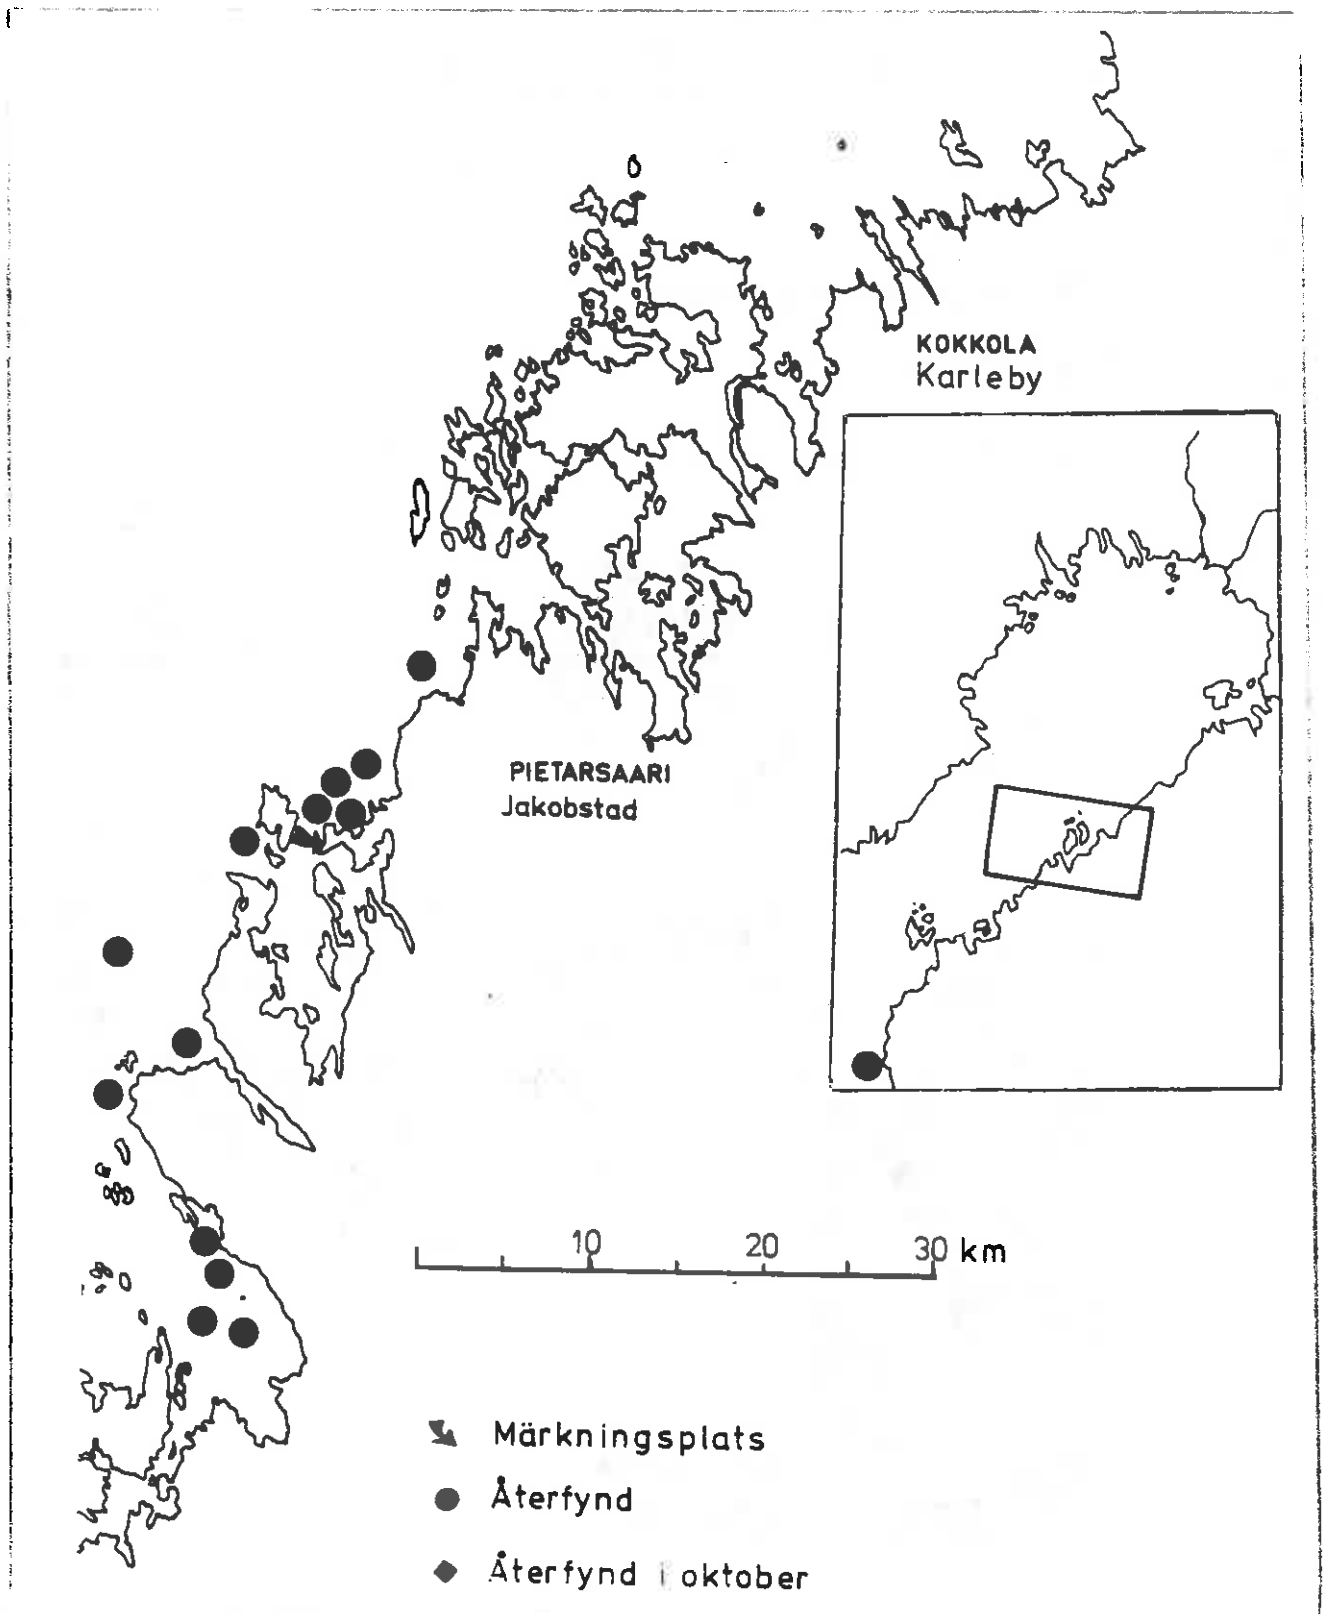 KOKKOLA
Karleby
PIETARSAARI
Jakobstad
10 20 30 km
Märkningsplats
Återfynd
Återfynd i oktober